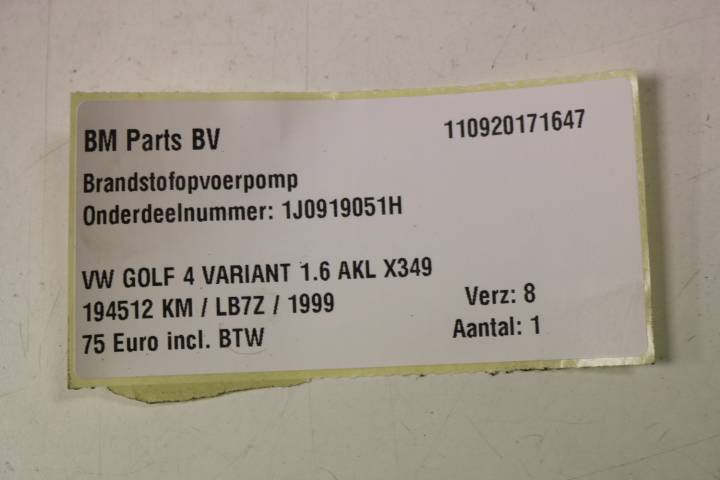 BM Parts BV
110920171647
Brandstofopvoerpomp
Onderdeelnummer: 1J0919051H
VW GOLF 4 VARIANT 1.6 AKL X349
194512 KM / LB7Z / 1999
Verz: 8
75 Euro incl. BTW
Aantal: 1